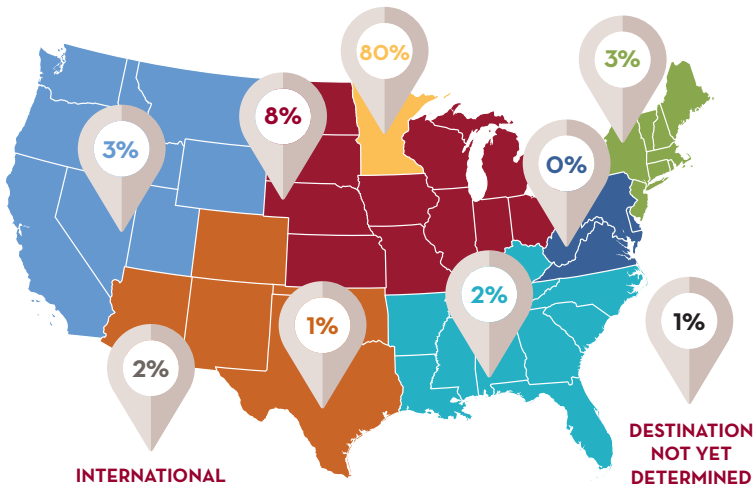 80%
3%
8%
3%
0%
2%
1%
1%
2%
INTERNATIONAL
DESTINATION
NOT YET
DETERMINED